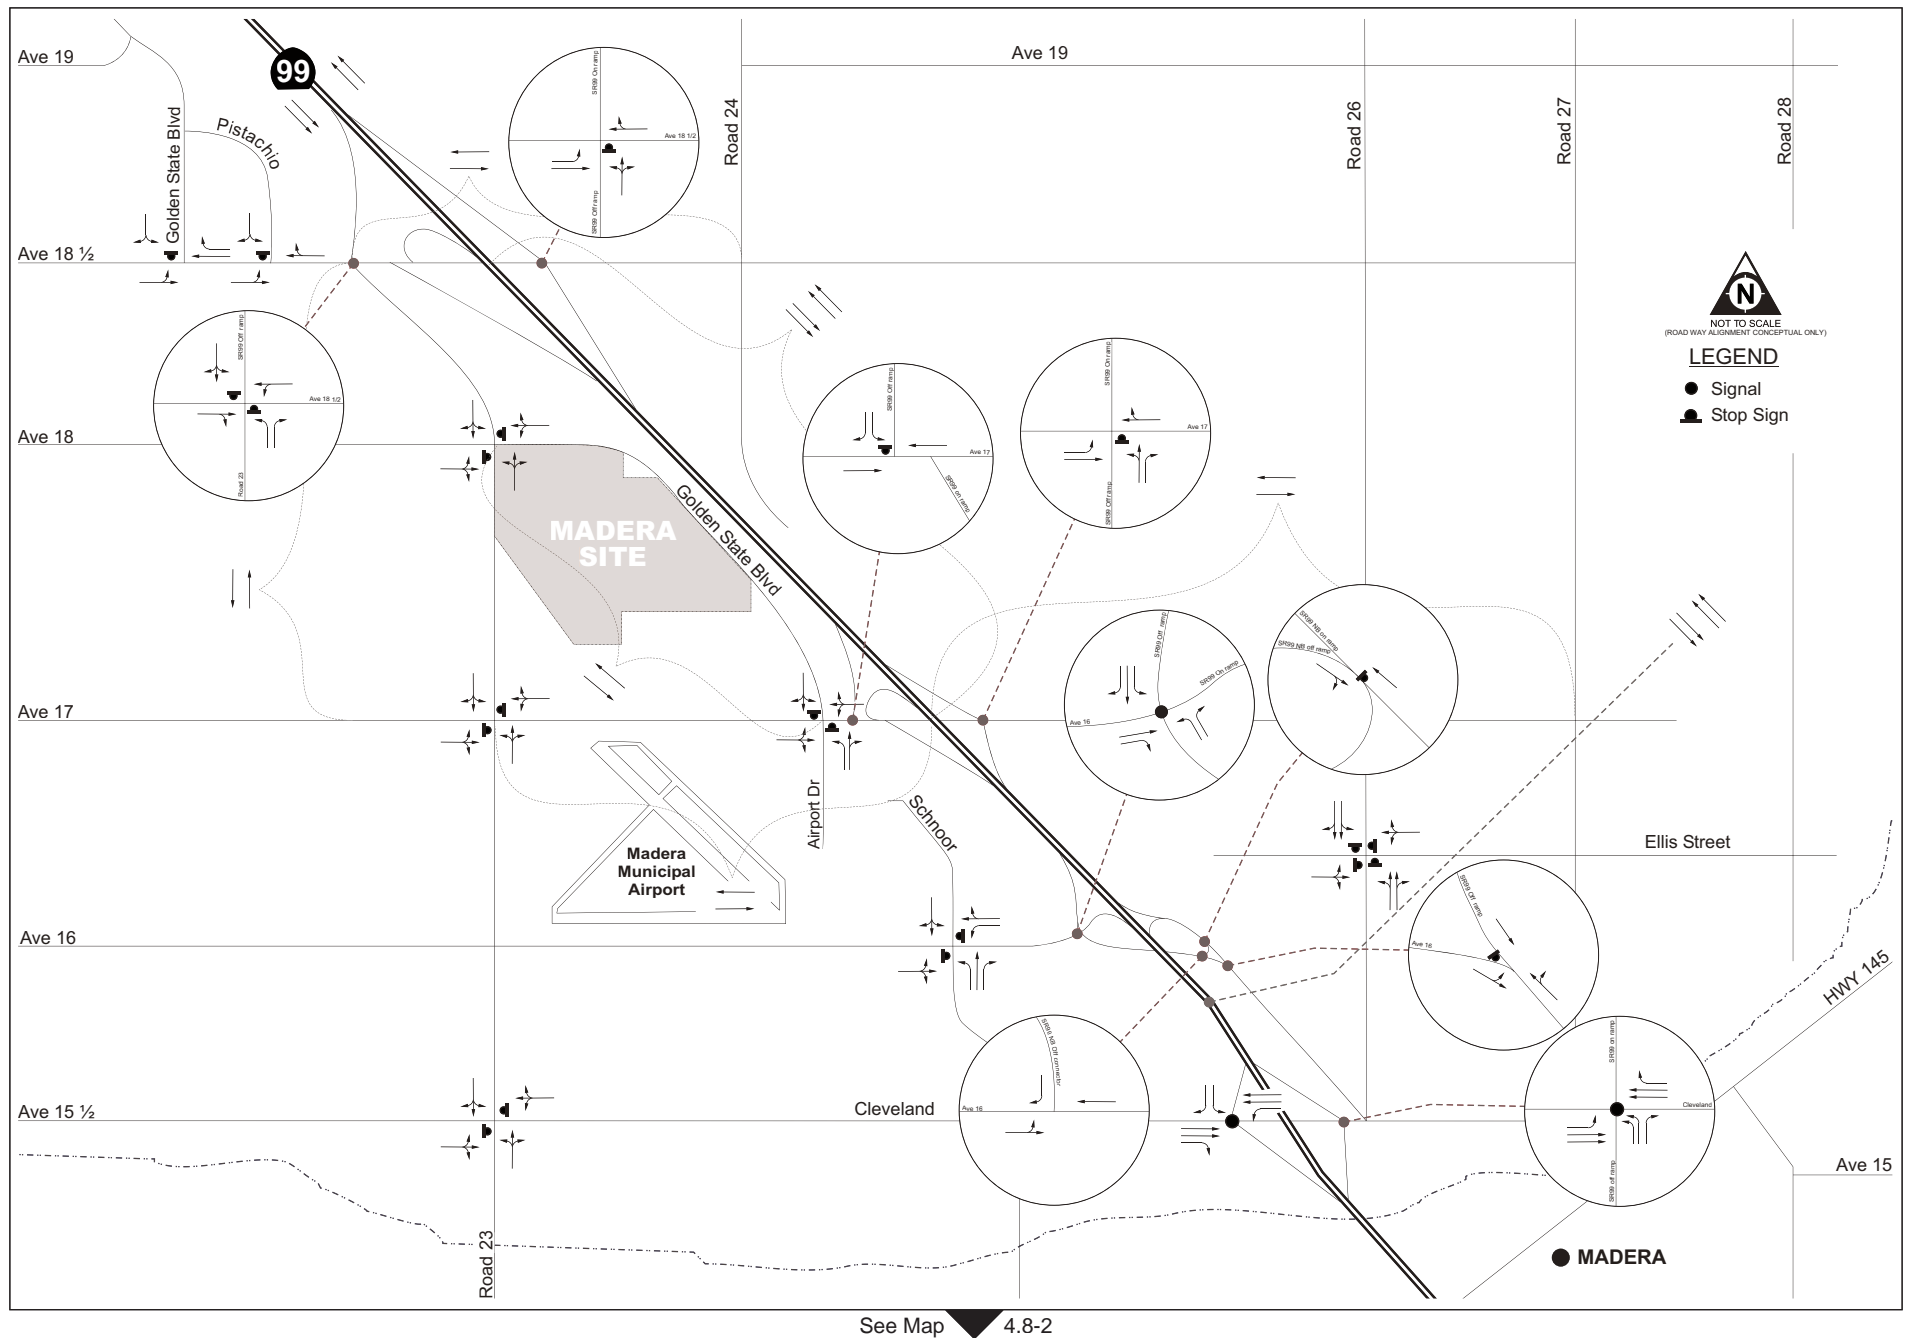 Ave 19
99
Ave 19
Golden State Blvd
Pistachio
Road 24
Road 26
Road 27
Road 28
SR99 On ramp
Ave 18 1/2
SR99 Off ramp
Ave 18 ½
N
NOT TO SCALE
(ROAD WAY ALIGNMENT CONCEPTUAL ONLY)
LEGEND
Signal
Stop Sign
SR99 Off ramp
Ave 18 1/2
Road 23
SR99 Off ramp
Ave 17
SR99 on ramp
SR99 On ramp
Ave 17
SR99 Off ramp
Ave 18
MADERA
SITE
Golden State Blvd
SR99 Off ramp
SR99 On ramp
Ave 16
SR99 NB on ramp
SR99 NB off ramp
Ave 17
Airport Dr
Schnoor
Madera
Municipal
Airport
Ellis Street
SR99 Off ramp
Ave 16
HWY 145
Ave 16
SR99 NB Off connector
Ave 16
SR99 on ramp
Cleveland
SR99 off ramp
Ave 15 ½
Cleveland
Ave 15
Road 23
MADERA
See Map
4.8-2